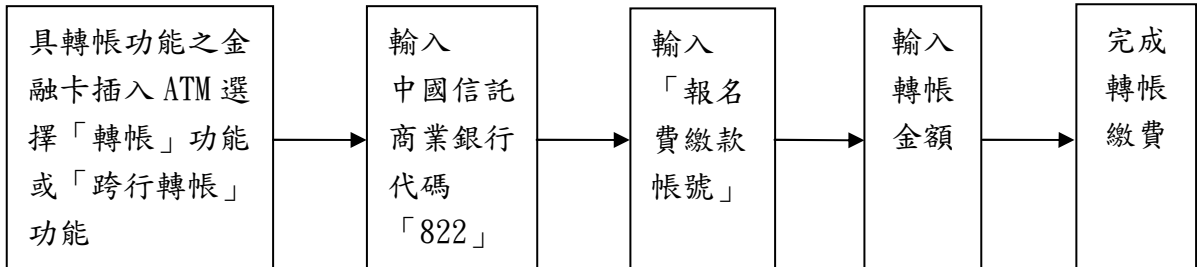 具轉帳功能之金
融卡插入 ATM 選
擇「轉帳」功能
或「跨行轉帳」
功能
輸入
中國信託
商業銀行
代碼
「822」
輸入
「報名
費繳款
帳號」
輸入
轉帳
金額
完成
轉帳
繳費